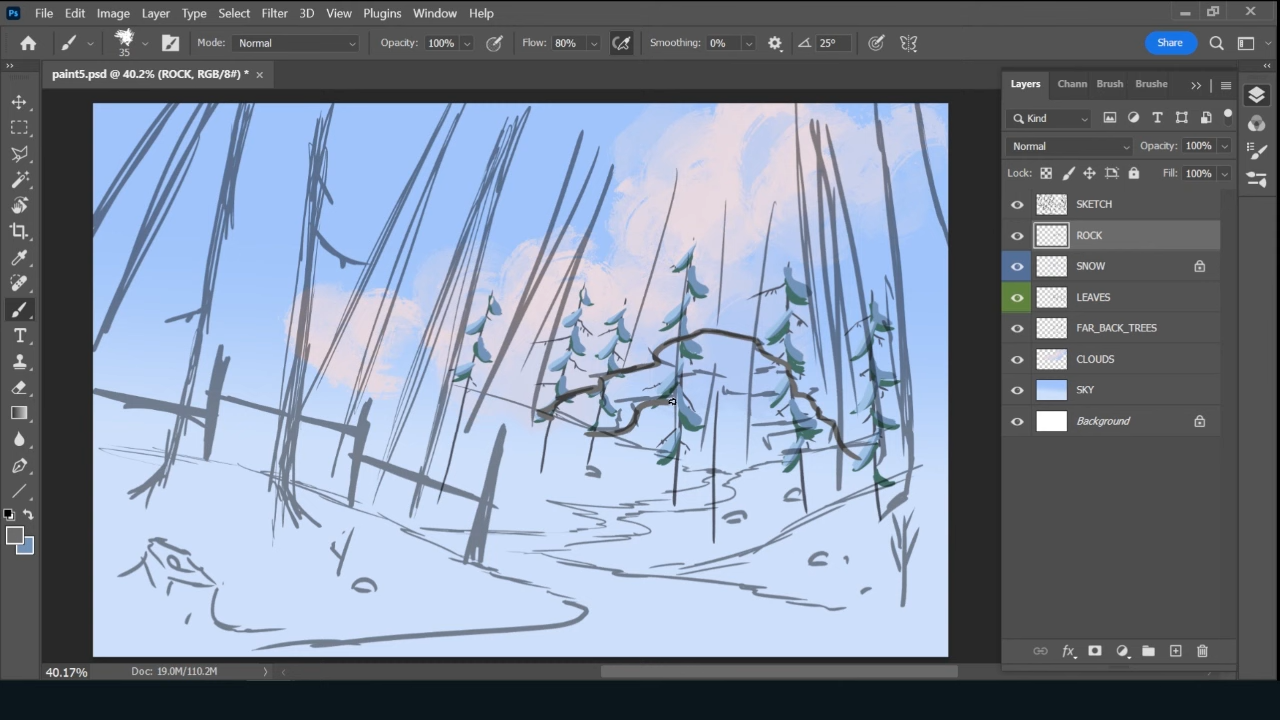 Ps File Edit Image Layer Type Select Filter 3D View Plugins Window Help
35 Mode: Normal Opacity: 100% Flow: 80% Smoothing: 0% 25° Share
paint5.psd @ 40.2% (ROCK, RGB/8#) *
Layers Chann Brush Brushe
Kind
Normal Opacity: 100%
Lock: Fill: 100%
SKETCH
ROCK
SNOW
LEAVES
FAR_BACK_TREES
CLOUDS
SKY
Background
fx
40.17% Doc: 19.0M/110.2M